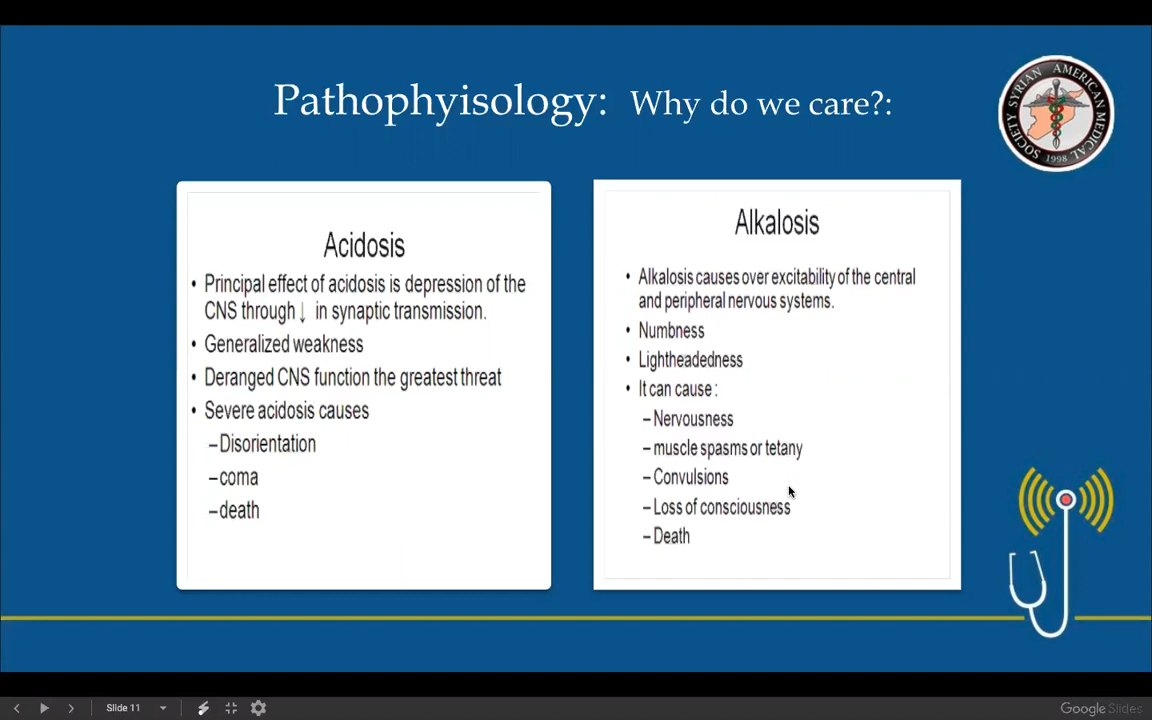 Pathophyisology: Why do we care?:
SYRIAN AMERICAN MEDICAL SOCIETY
1998
Acidosis
• Principal effect of acidosis is depression of the
CNS through ↓ in synaptic transmission.
• Generalized weakness
• Deranged CNS function the greatest threat
• Severe acidosis causes
–Disorientation
–coma
–death
Alkalosis
• Alkalosis causes over excitability of the central
and peripheral nervous systems.
• Numbness
• Lightheadedness
• It can cause :
–Nervousness
–muscle spasms or tetany
–Convulsions
–Loss of consciousness
–Death
Slide 11
Google Slides